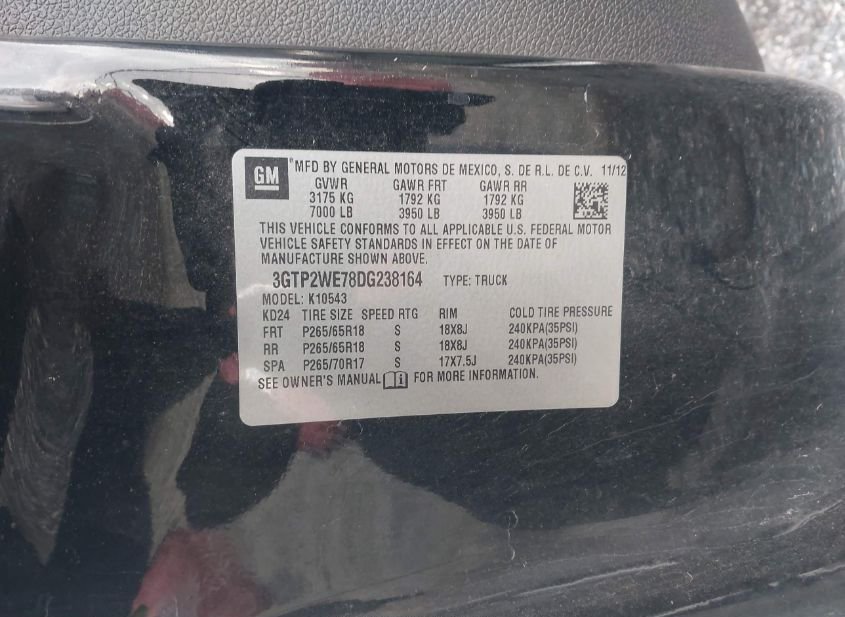 GM ® MFD BY GENERAL MOTORS DE MEXICO, S. DE R.L. DE C.V. 11/12
GVWR GAWR FRT GAWR RR
3175 KG 1792 KG 1792 KG
7000 LB 3950 LB 3950 LB
THIS VEHICLE CONFORMS TO ALL APPLICABLE U.S. FEDERAL MOTOR
VEHICLE SAFETY STANDARDS IN EFFECT ON THE DATE OF
MANUFACTURE SHOWN ABOVE.
3GTP2WE78DG238164 TYPE: TRUCK
MODEL: K10543
KD24 TIRE SIZE SPEED RTG RIM COLD TIRE PRESSURE
FRT P265/65R18 S 18X8J 240KPA(35PSI)
RR P265/65R18 S 18X8J 240KPA(35PSI)
SPA P265/70R17 S 17X7.5J 240KPA(35PSI)
SEE OWNER'S MANUAL FOR MORE INFORMATION.